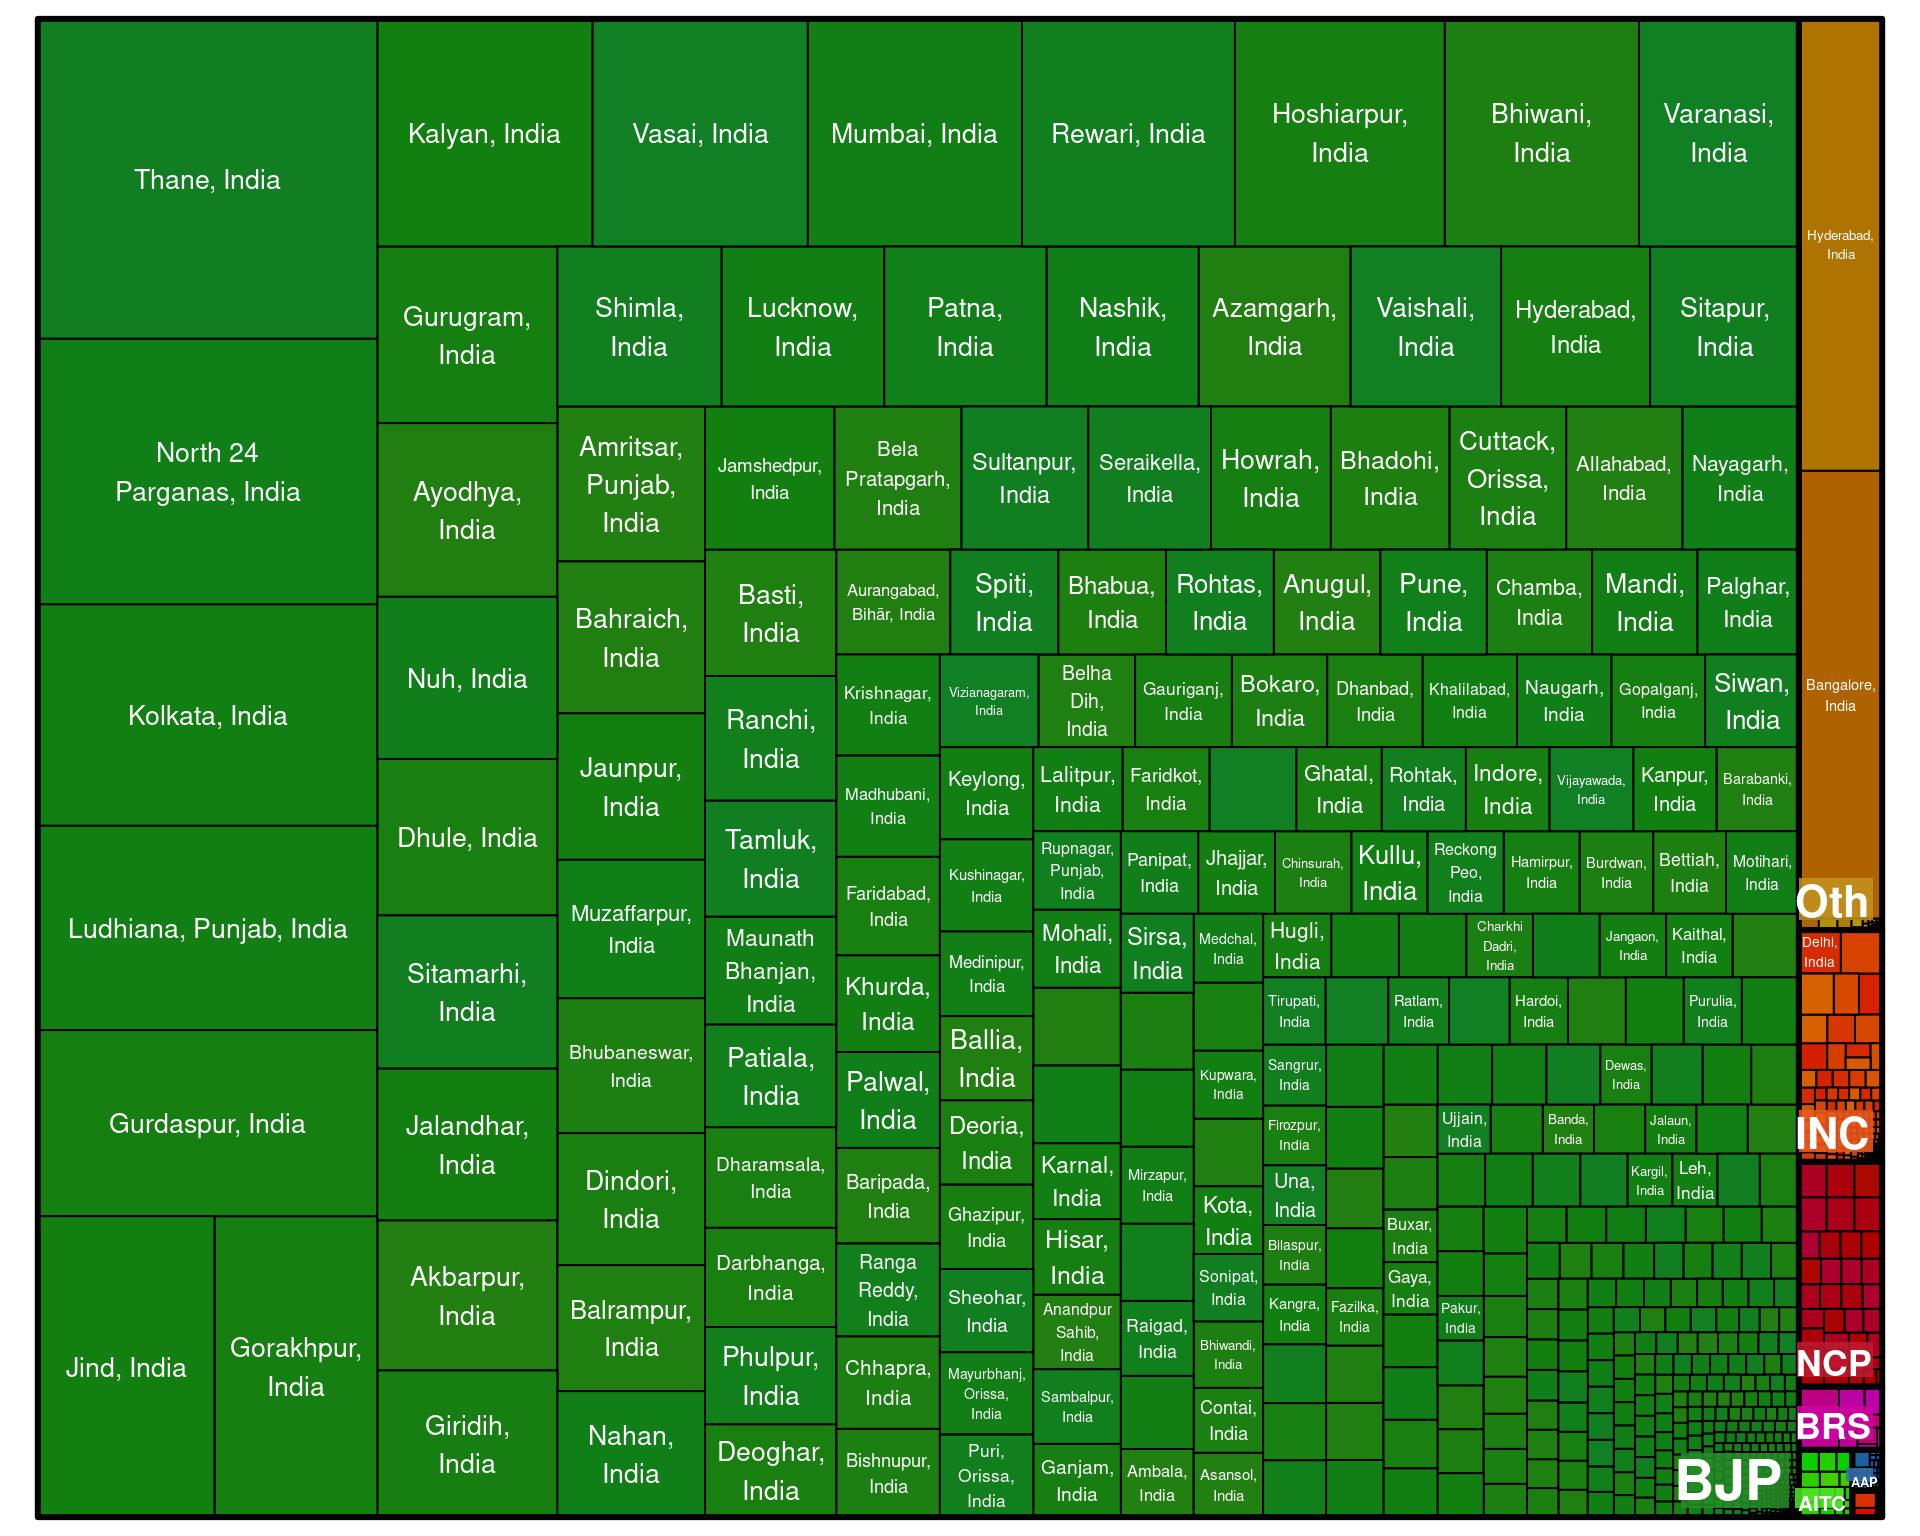 Thane, India
North 24
Parganas, India
Kolkata, India
Ludhiana, Punjab, India
Gurdaspur, India
Jind, India
Gorakhpur,
India
Kalyan, India
Vasai, India
Mumbai, India
Rewari, India
Hoshiarpur,
India
Bhiwani,
India
Varanasi,
India
Gurugram,
India
Ayodhya,
India
Nuh, India
Dhule, India
Sitamarhi,
India
Jalandhar,
India
Akbarpur,
India
Giridih,
India
Shimla,
India
Lucknow,
India
Patna,
India
Nashik,
India
Azamgarh,
India
Vaishali,
India
Hyderabad,
India
Sitapur,
India
Amritsar,
Punjab,
India
Bahraich,
India
Jaunpur,
India
Muzaffarpur,
India
Bhubaneswar,
India
Dindori,
India
Balrampur,
India
Nahan,
India
Jamshedpur,
India
Bela
Pratapgarh,
India
Sultanpur,
India
Seraikella,
India
Howrah,
India
Bhadohi,
India
Cuttack,
Orissa,
India
Allahabad,
India
Nayagarh,
India
Basti,
India
Ranchi,
India
Tamluk,
India
Maunath
Bhanjan,
India
Patiala,
India
Dharamsala,
India
Darbhanga,
India
Phulpur,
India
Deoghar,
India
Aurangabad,
Bihār, India
Spiti,
India
Bhabua,
India
Rohtas,
India
Anugul,
India
Pune,
India
Chamba,
India
Mandi,
India
Palghar,
India
Krishnagar,
India
Madhubani,
India
Faridabad,
India
Khurda,
India
Palwal,
India
Baripada,
India
Ranga
Reddy,
India
Chhapra,
India
Bishnupur,
India
Vizianagaram,
India
Belha
Dih,
India
Gauriganj,
India
Bokaro,
India
Dhanbad,
India
Khalilabad,
India
Naugarh,
India
Gopalganj,
India
Siwan,
India
Keylong,
India
Kushinagar,
India
Medinipur,
India
Ballia,
India
Deoria,
India
Ghazipur,
India
Sheohar,
India
Mayurbhanj,
Orissa,
India
Puri,
Orissa,
India
Lalitpur,
India
Faridkot,
India
Ghatal,
India
Rohtak,
India
Indore,
India
Vijayawada,
India
Kanpur,
India
Barabanki,
India
Rupnagar,
Punjab,
India
Mohali,
India
Karnal,
India
Hisar,
India
Anandpur
Sahib,
India
Sambalpur,
India
Ganjam,
India
Panipat,
India
Jhajjar,
India
Chinsurah,
India
Kullu,
India
Reckong
Peo,
India
Hamirpur,
India
Burdwan,
India
Bettiah,
India
Motihari,
India
Sirsa,
India
Mirzapur,
India
Raigad,
India
Ambala,
India
Medchal,
India
Kupwara,
India
Kota,
India
Sonipat,
India
Bhiwandi,
India
Contai,
India
Asansol,
India
Hugli,
India
Charkhi
Dadri,
India
Jangaon,
India
Kaithal,
India
Tirupati,
India
Ratlam,
India
Hardoi,
India
Purulia,
India
Sangrur,
India
Firozpur,
India
Una,
India
Bilaspur,
India
Kangra,
India
Fazilka,
India
Dewas,
India
Ujjain,
India
Banda,
India
Jalaun,
India
Kargil,
India
Leh,
India
Buxar,
India
Gaya,
India
Pakur,
India
BJP
Hyderabad,
India
Bangalore,
India
Oth
Delhi,
India
INC
NCP
BRS
AITC
AAP